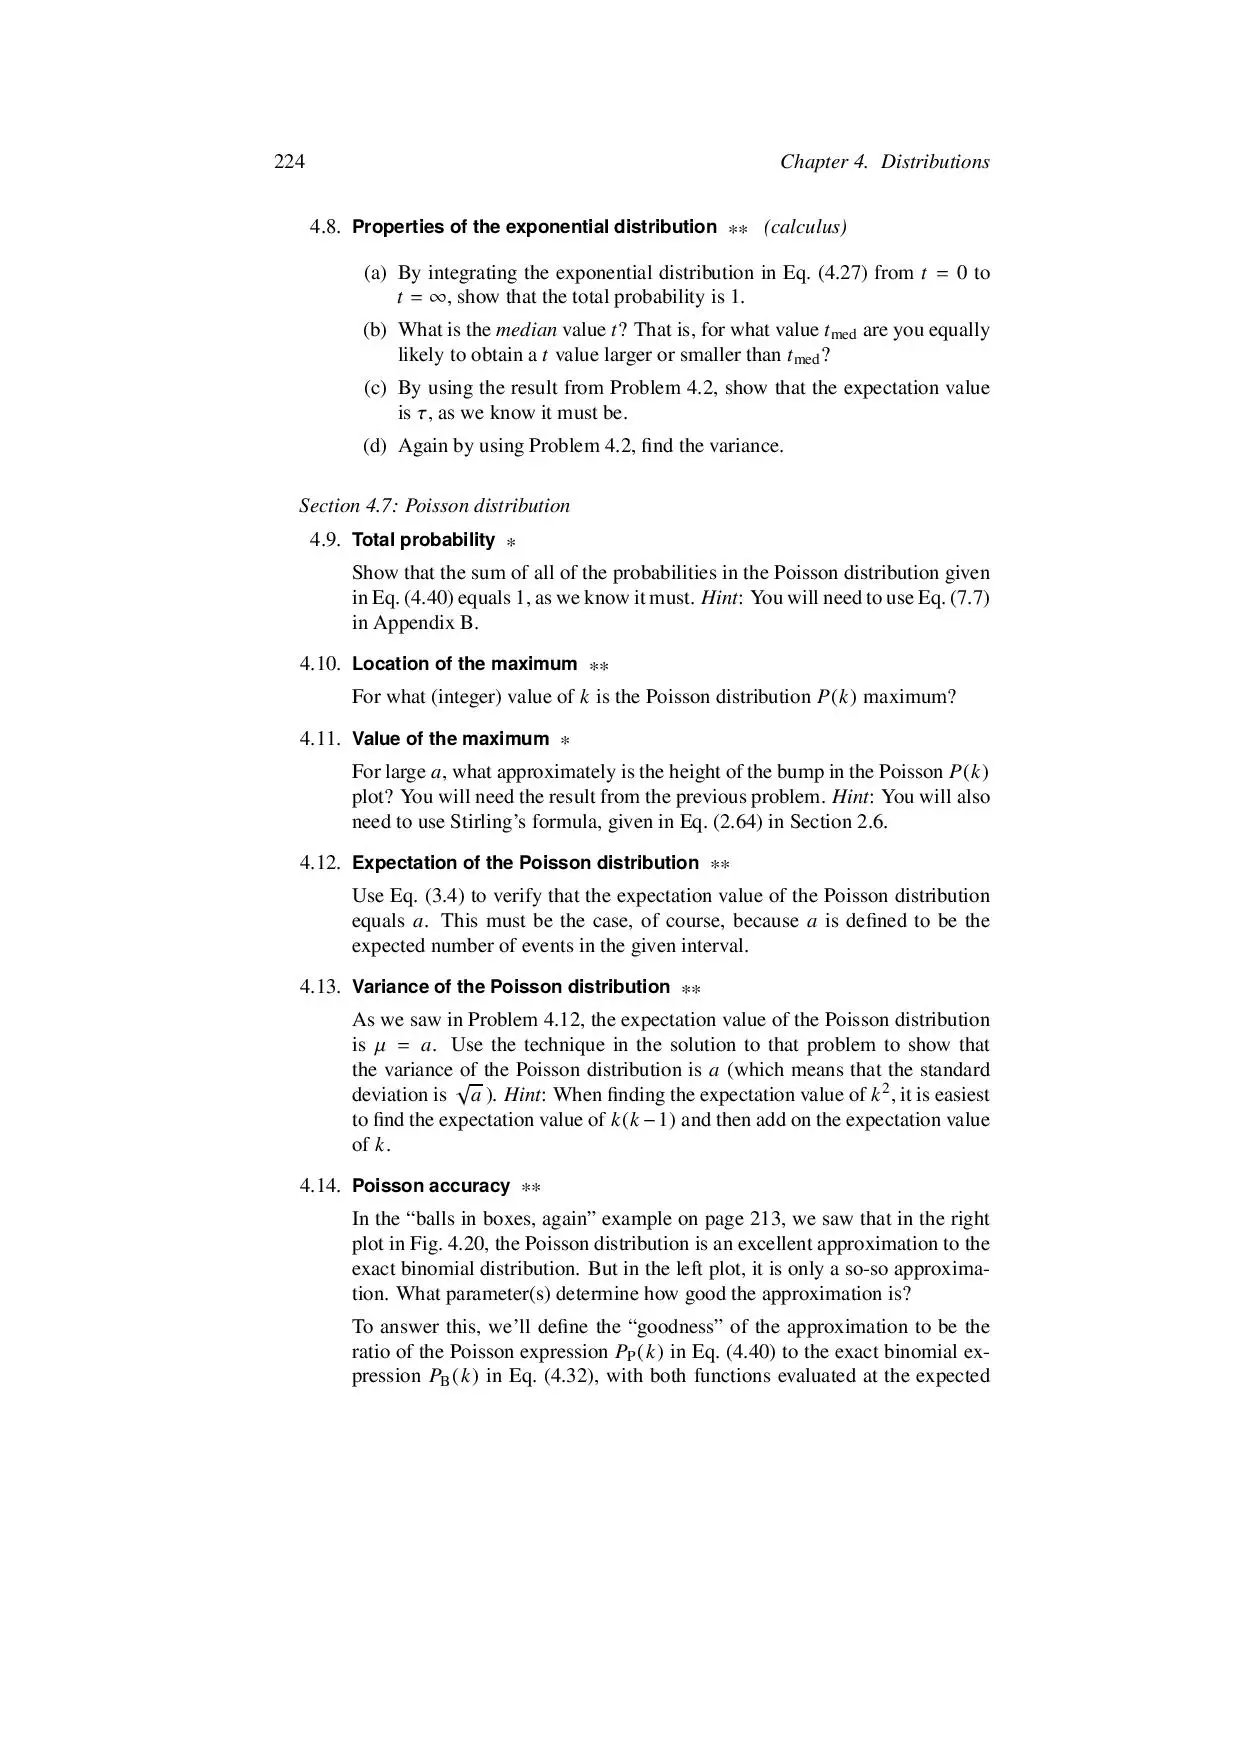 224 Chapter 4. Distributions
4.8. Properties of the exponential distribution ∗∗ (calculus)
(a) By integrating the exponential distribution in Eq. (4.27) from t = 0 to
t = ∞, show that the total probability is 1.
(b) What is the median value t? That is, for what value tmed are you equally
likely to obtain a t value larger or smaller than tmed?
(c) By using the result from Problem 4.2, show that the expectation value
is τ, as we know it must be.
(d) Again by using Problem 4.2, find the variance.
Section 4.7: Poisson distribution
4.9. Total probability ∗
Show that the sum of all of the probabilities in the Poisson distribution given
in Eq. (4.40) equals 1, as we know it must. Hint: You will need to use Eq. (7.7)
in Appendix B.
4.10. Location of the maximum ∗∗
For what (integer) value of k is the Poisson distribution P(k) maximum?
4.11. Value of the maximum ∗
For large a, what approximately is the height of the bump in the Poisson P(k)
plot? You will need the result from the previous problem. Hint: You will also
need to use Stirling’s formula, given in Eq. (2.64) in Section 2.6.
4.12. Expectation of the Poisson distribution ∗∗
Use Eq. (3.4) to verify that the expectation value of the Poisson distribution
equals a. This must be the case, of course, because a is defined to be the
expected number of events in the given interval.
4.13. Variance of the Poisson distribution ∗∗
As we saw in Problem 4.12, the expectation value of the Poisson distribution
is μ = a. Use the technique in the solution to that problem to show that
the variance of the Poisson distribution is a (which means that the standard
deviation is √a ). Hint: When finding the expectation value of k², it is easiest
to find the expectation value of k(k − 1) and then add on the expectation value
of k.
4.14. Poisson accuracy ∗∗
In the “balls in boxes, again” example on page 213, we saw that in the right
plot in Fig. 4.20, the Poisson distribution is an excellent approximation to the
exact binomial distribution. But in the left plot, it is only a so-so approxima-
tion. What parameter(s) determine how good the approximation is?
To answer this, we’ll define the “goodness” of the approximation to be the
ratio of the Poisson expression PP(k) in Eq. (4.40) to the exact binomial ex-
pression PB(k) in Eq. (4.32), with both functions evaluated at the expected